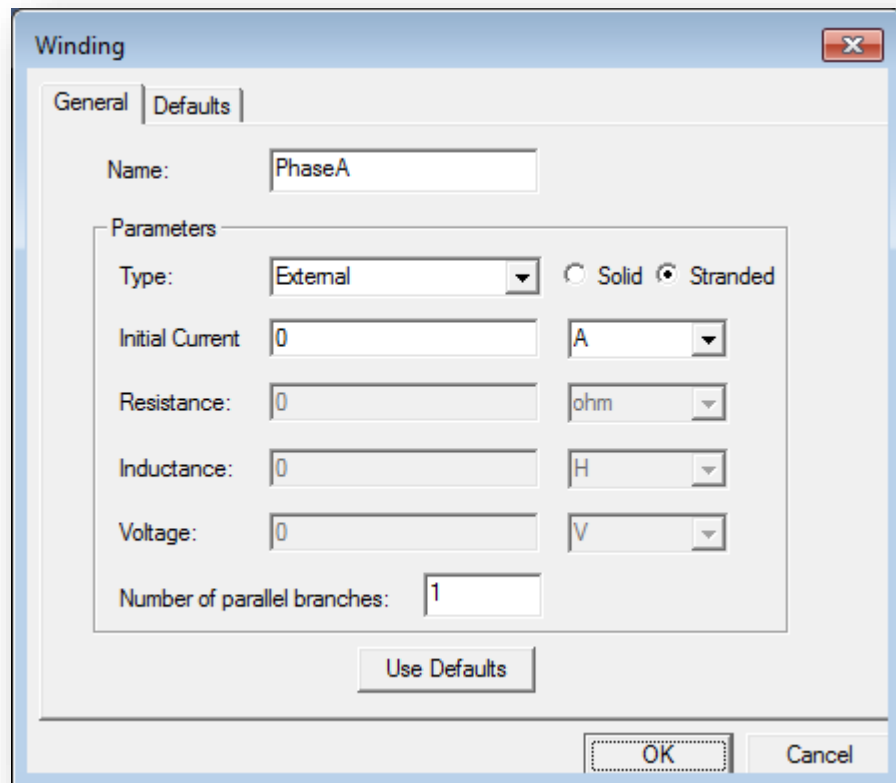 Winding
General Defaults
Name: PhaseA
Parameters
Type: External Solid Stranded
Initial Current 0 A
Resistance: 0 ohm
Inductance: 0 H
Voltage: 0 V
Number of parallel branches: 1
Use Defaults
OK Cancel